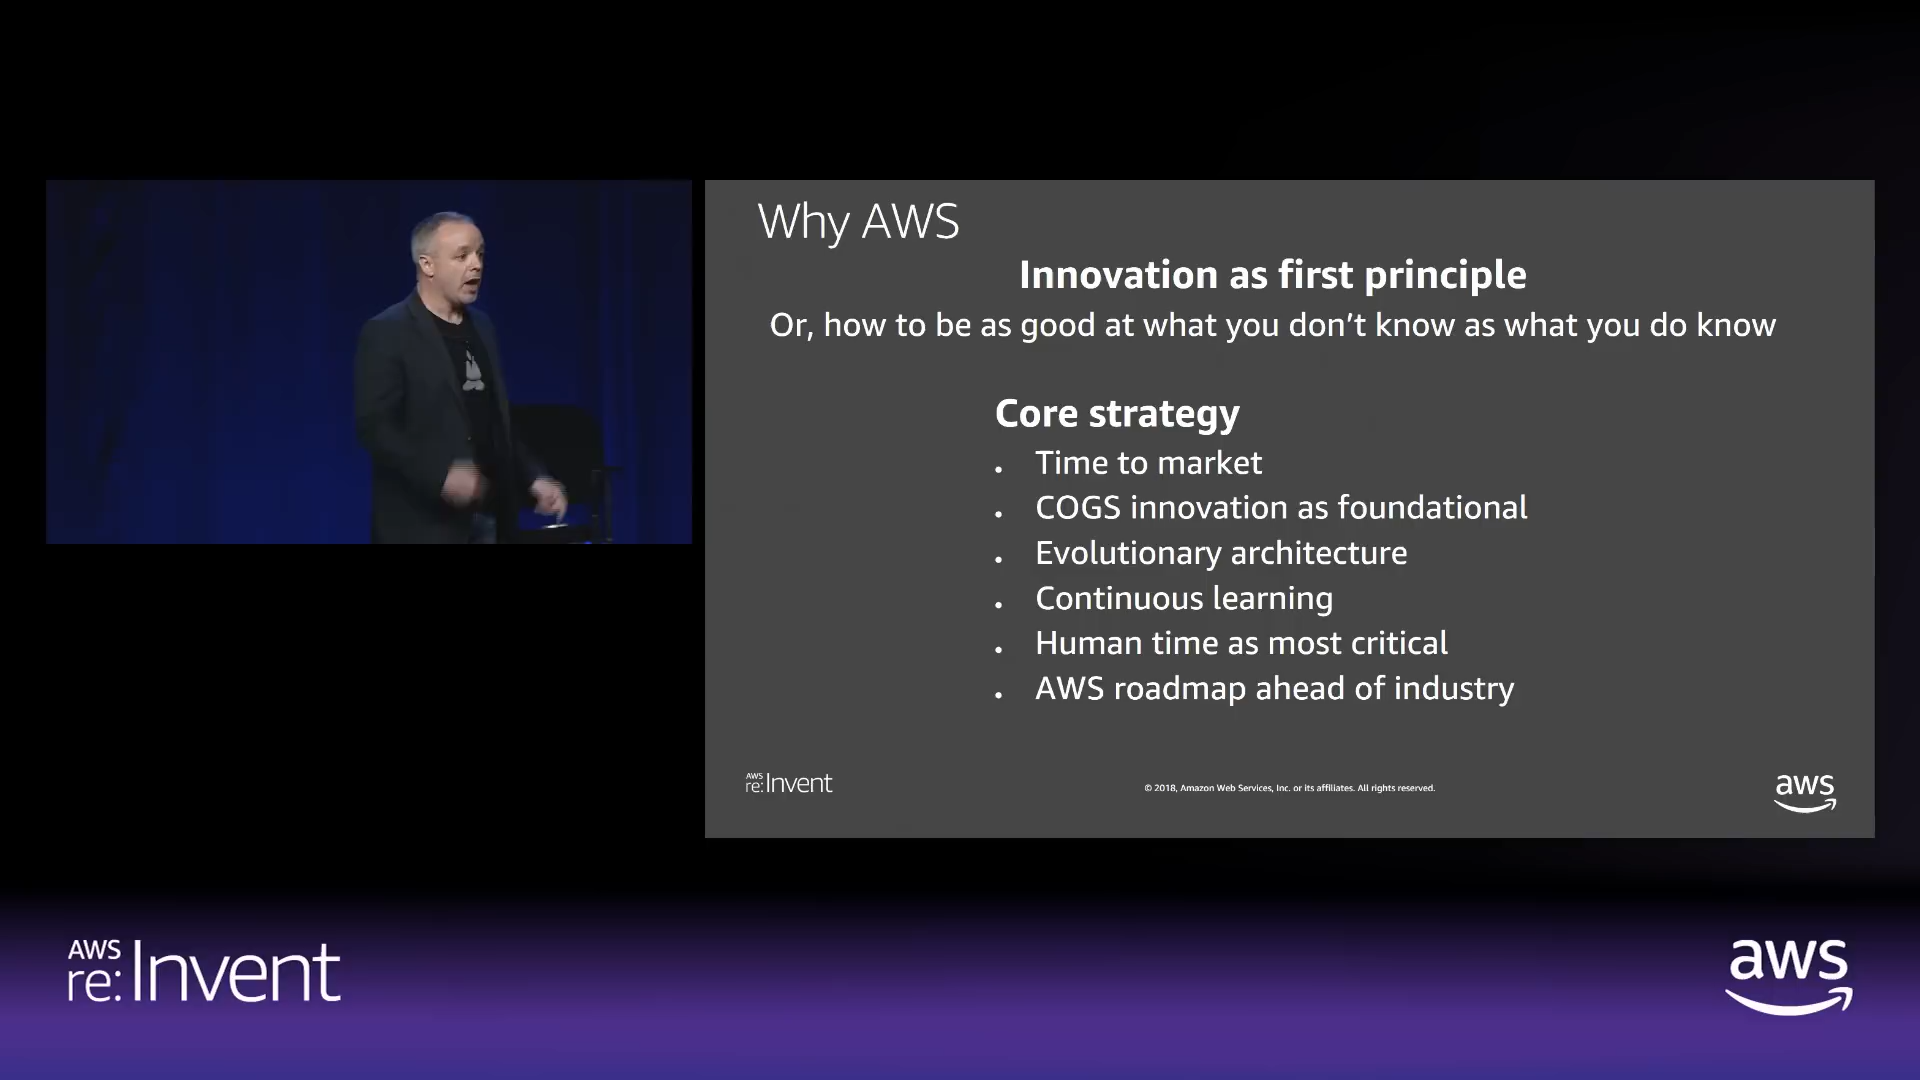 Why AWS
Innovation as first principle
Or, how to be as good at what you don’t know as what you do know
Core strategy
• Time to market
• COGS innovation as foundational
• Evolutionary architecture
• Continuous learning
• Human time as most critical
• AWS roadmap ahead of industry
AWS
re:Invent
© 2018, Amazon Web Services, Inc. or its affiliates. All rights reserved.
aws
AWS
re:Invent
aws